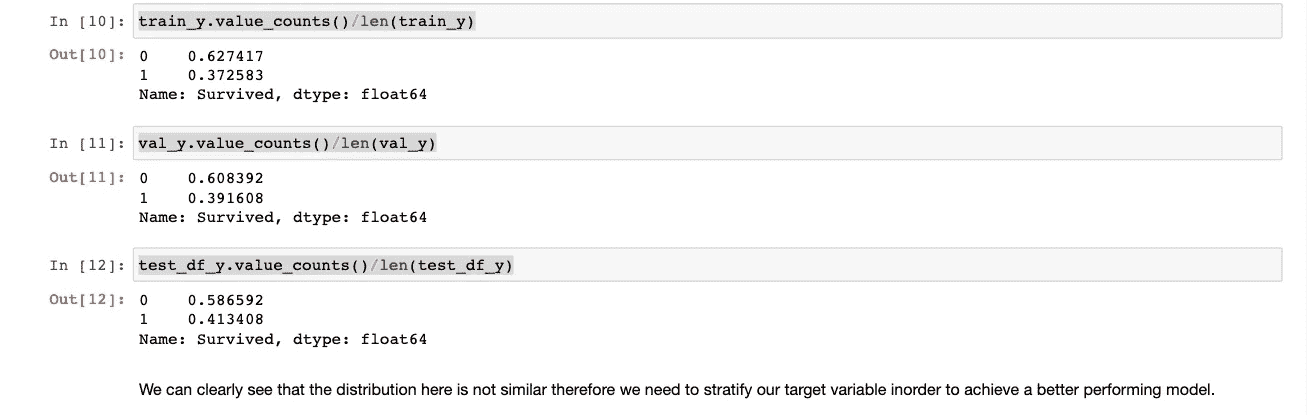 In [10]: train_y.value_counts()/len(train_y)
Out[10]: 0 0.627417
1 0.372583
Name: Survived, dtype: float64
In [11]: val_y.value_counts()/len(val_y)
Out[11]: 0 0.608392
1 0.391608
Name: Survived, dtype: float64
In [12]: test_df_y.value_counts()/len(test_df_y)
Out[12]: 0 0.586592
1 0.413408
Name: Survived, dtype: float64
We can clearly see that the distribution here is not similar therefore we need to stratify our target variable inorder to achieve a better performing model.